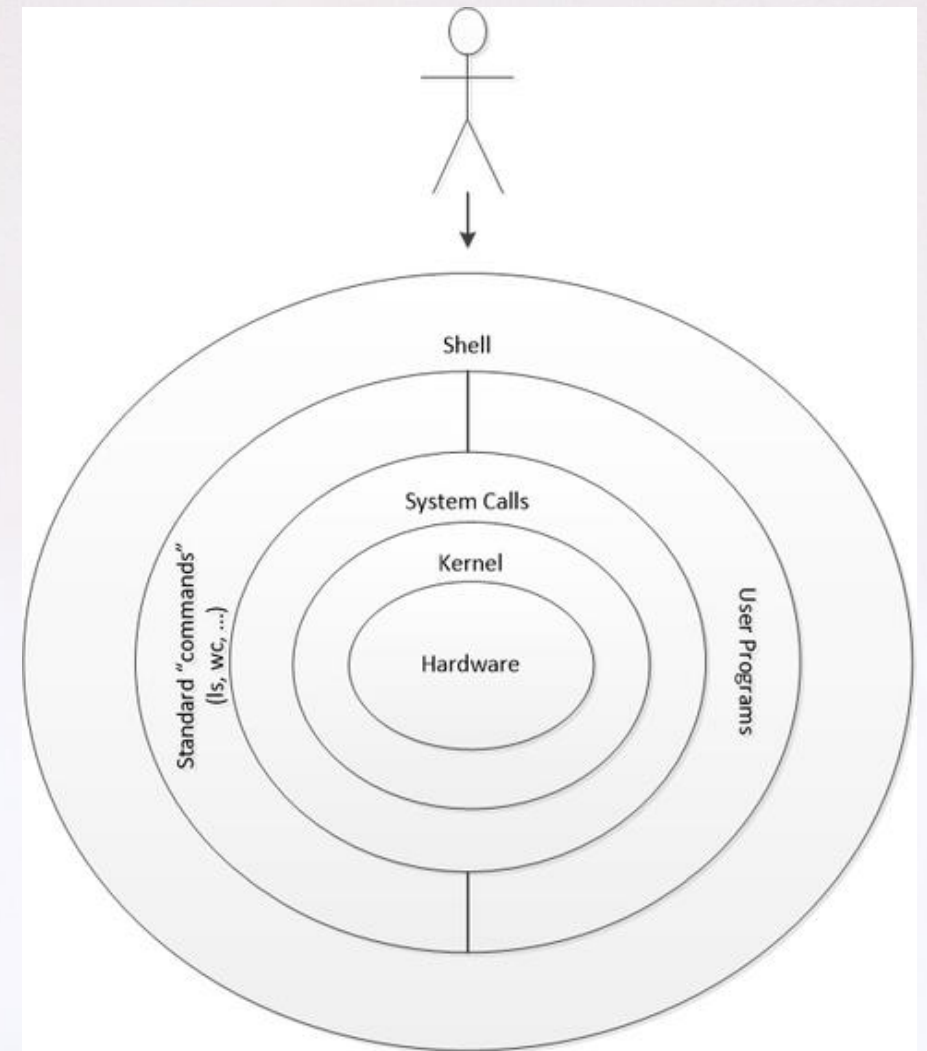 Shell
System Calls
Kernel
Hardware
Standard “commands”
(ls, wc, ...)
User Programs